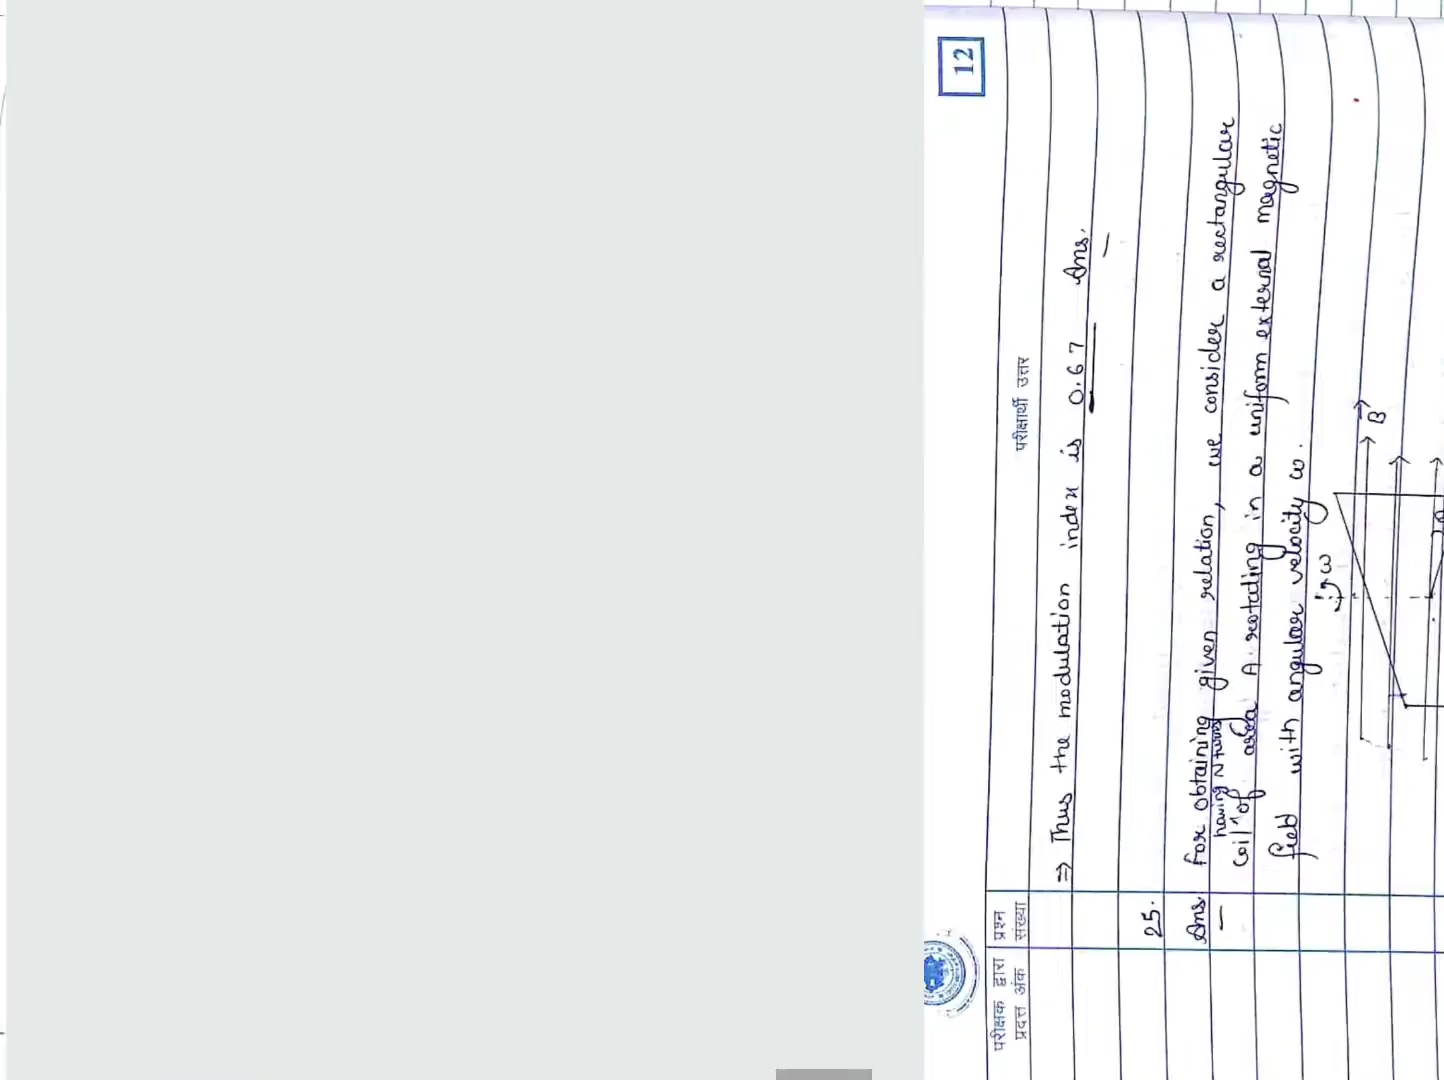 12
परीक्षक द्वारा प्रदत्त अंक
प्रश्न संख्या
परीक्षार्थी उत्तर
⇒ Thus the modulation index is 0.67 Ans.
25.
Ans. For obtaining given relation, we consider a rectangular
having N turns
coil ^ of area A rotating in a uniform external magnetic
field with angular velocity ω.
ω
B
θ